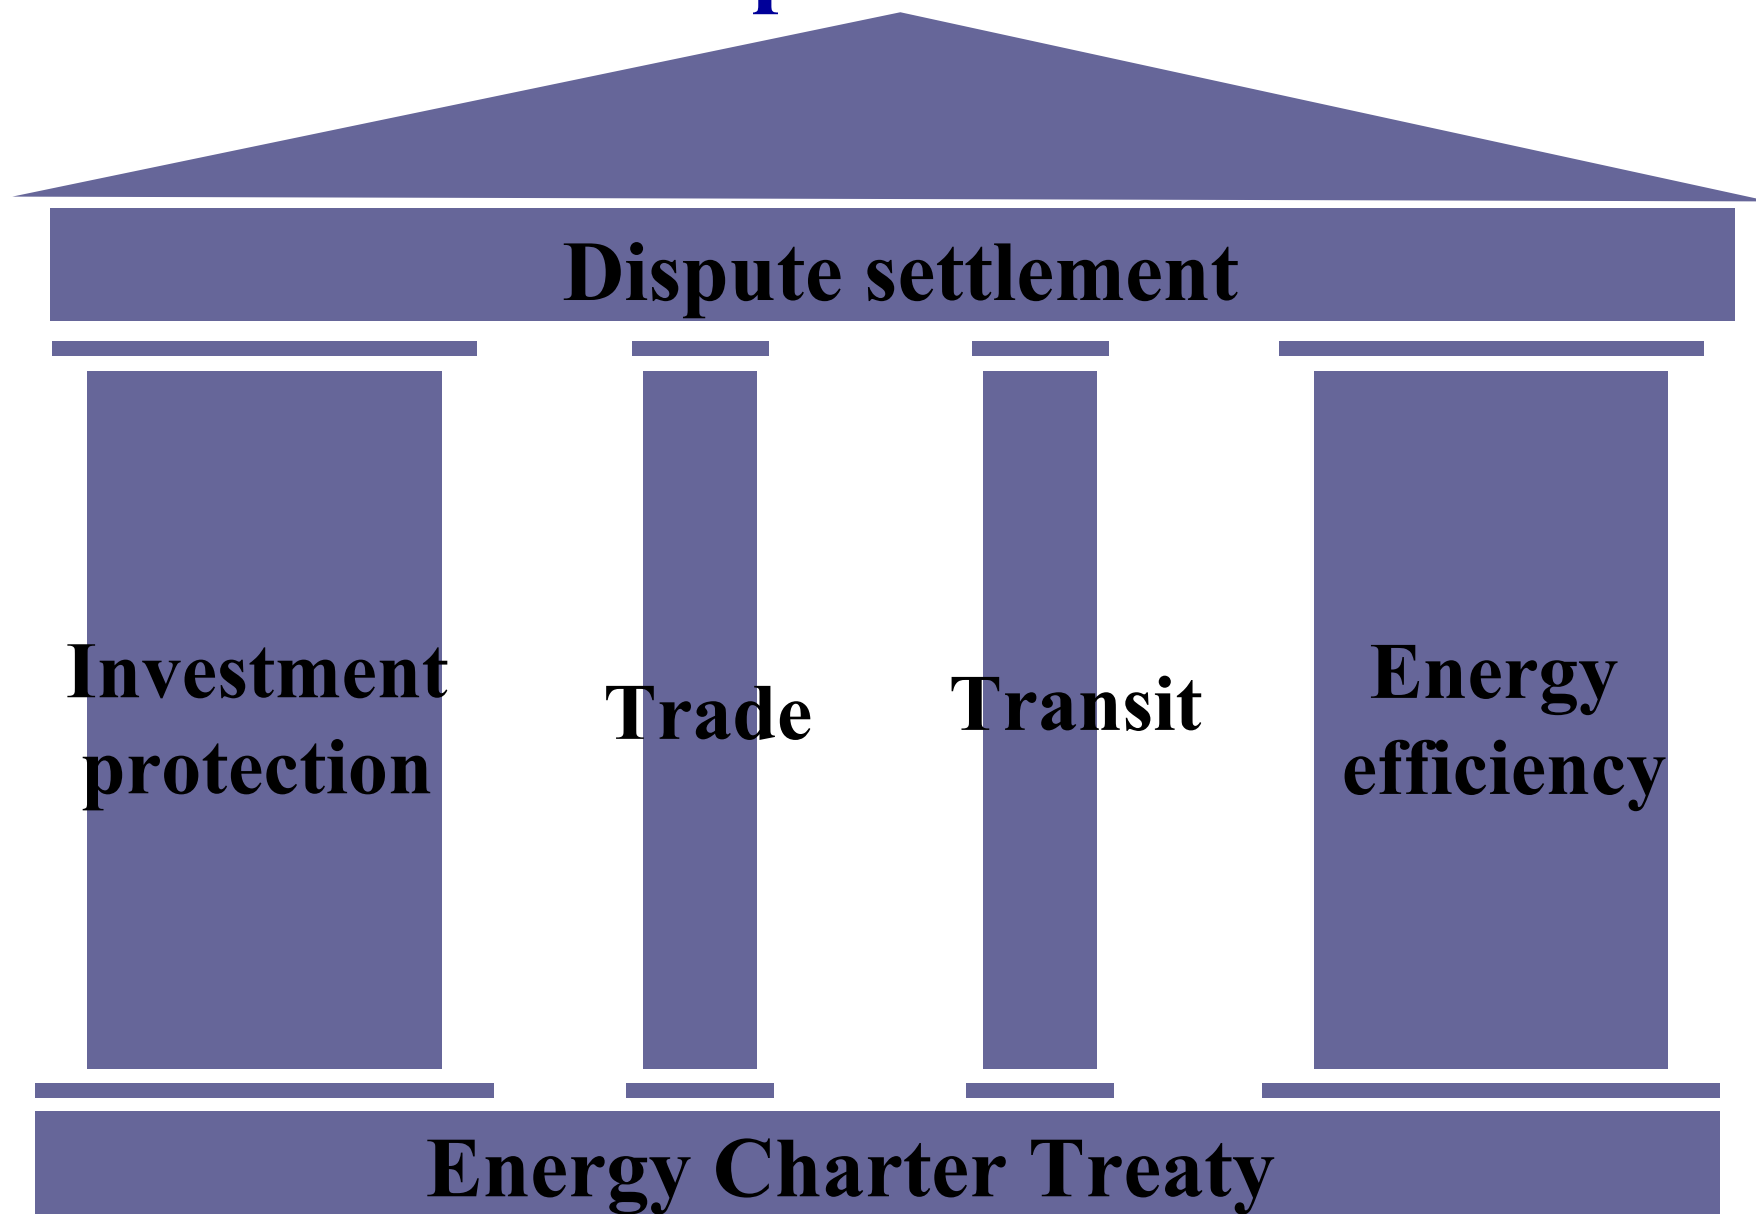 Dispute settlement
Investment
protection
Trade
Transit
Energy
efficiency
Energy Charter Treaty